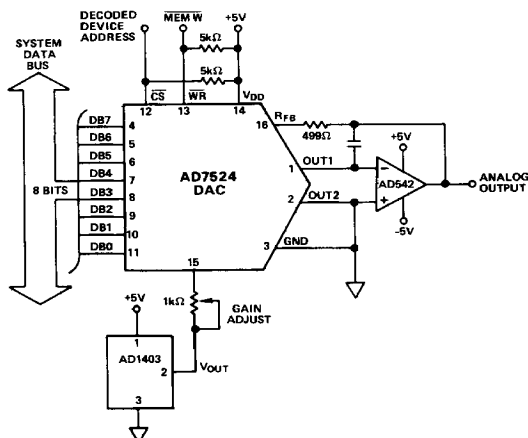 DECODED
DEVICE
ADDRESS
MEM W
+5V
SYSTEM
DATA
BUS
5kΩ
5kΩ
CS
WR
VDD
12
13
14
RFB
16
499Ω
DB7
4
DB6
5
DB5
6
DB4
7
8 BITS
DB3
8
DB2
9
DB1
10
DB0
11
AD7524
DAC
1
OUT1
2
OUT2
3
GND
+5V
−
AD542
+
-5V
ANALOG
OUTPUT
15
1kΩ
GAIN
ADJUST
+5V
1
AD1403
2
VOUT
3